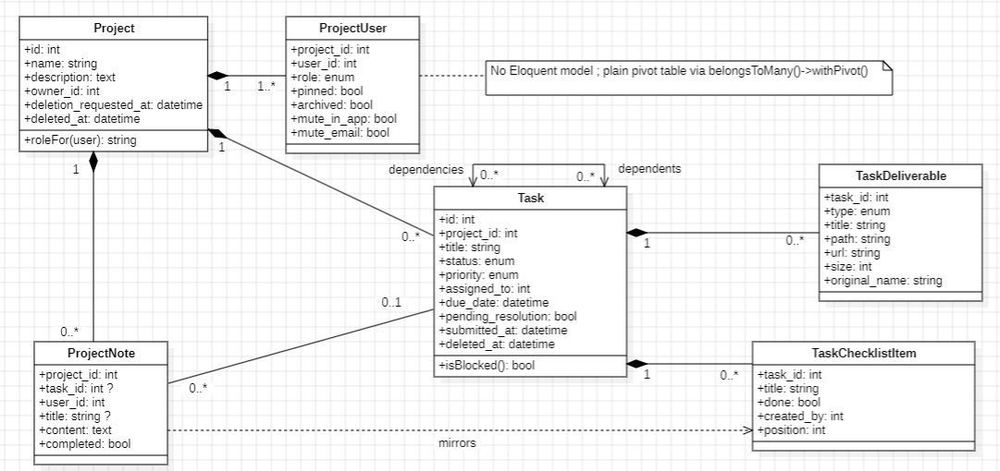 Project
+id: int
+name: string
+description: text
+owner_id: int
+deletion_requested_at: datetime
+deleted_at: datetime
+roleFor(user): string
1
1..*
ProjectUser
+project_id: int
+user_id: int
+role: enum
+pinned: bool
+archived: bool
+mute_in_app: bool
+mute_email: bool
No Eloquent model ; plain pivot table via belongsToMany()->withPivot()
1
0..*
1
0..*
dependencies
0..*
0..*
dependents
Task
+id: int
+project_id: int
+title: string
+status: enum
+priority: enum
+assigned_to: int
+due_date: datetime
+pending_resolution: bool
+submitted_at: datetime
+deleted_at: datetime
+isBlocked(): bool
1
0..*
TaskDeliverable
+task_id: int
+type: enum
+title: string
+path: string
+url: string
+size: int
+original_name: string
0..1
0..*
ProjectNote
+project_id: int
+task_id: int ?
+user_id: int
+title: string ?
+content: text
+completed: bool
1
0..*
TaskChecklistItem
+task_id: int
+title: string
+done: bool
+created_by: int
+position: int
mirrors